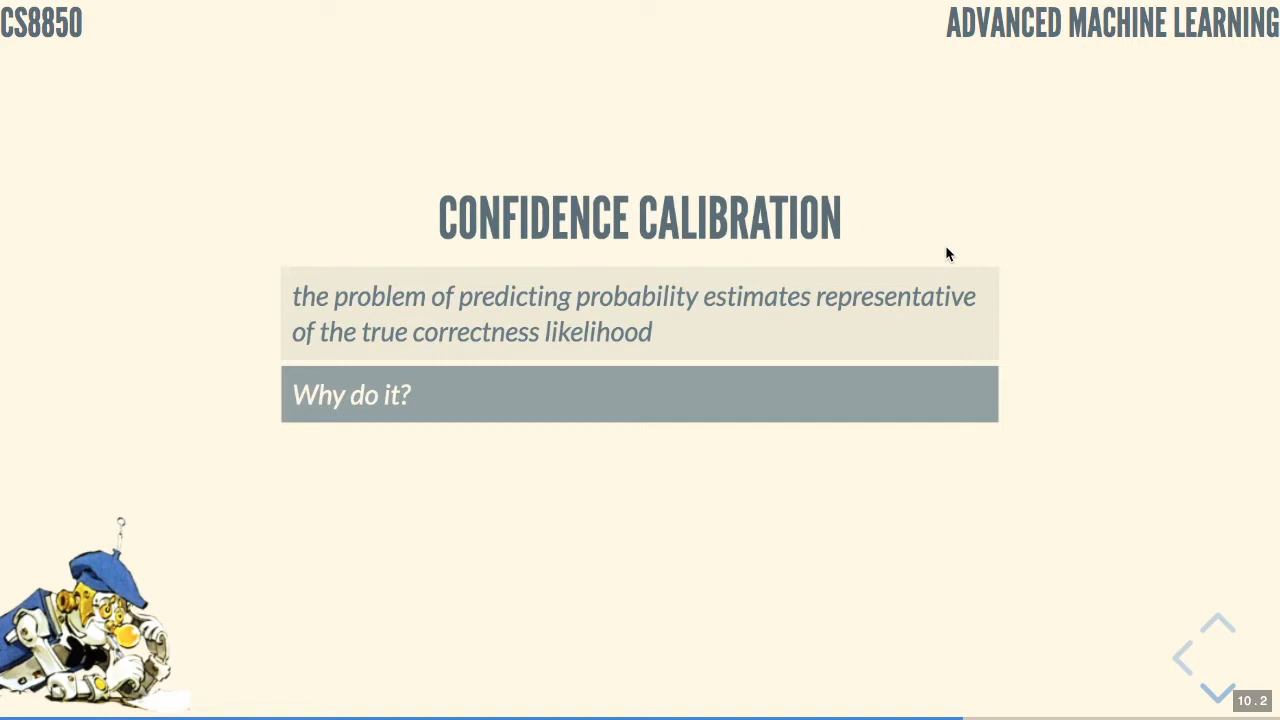 CS8850
ADVANCED MACHINE LEARNING
CONFIDENCE CALIBRATION
the problem of predicting probability estimates representative
of the true correctness likelihood
Why do it?
10.2